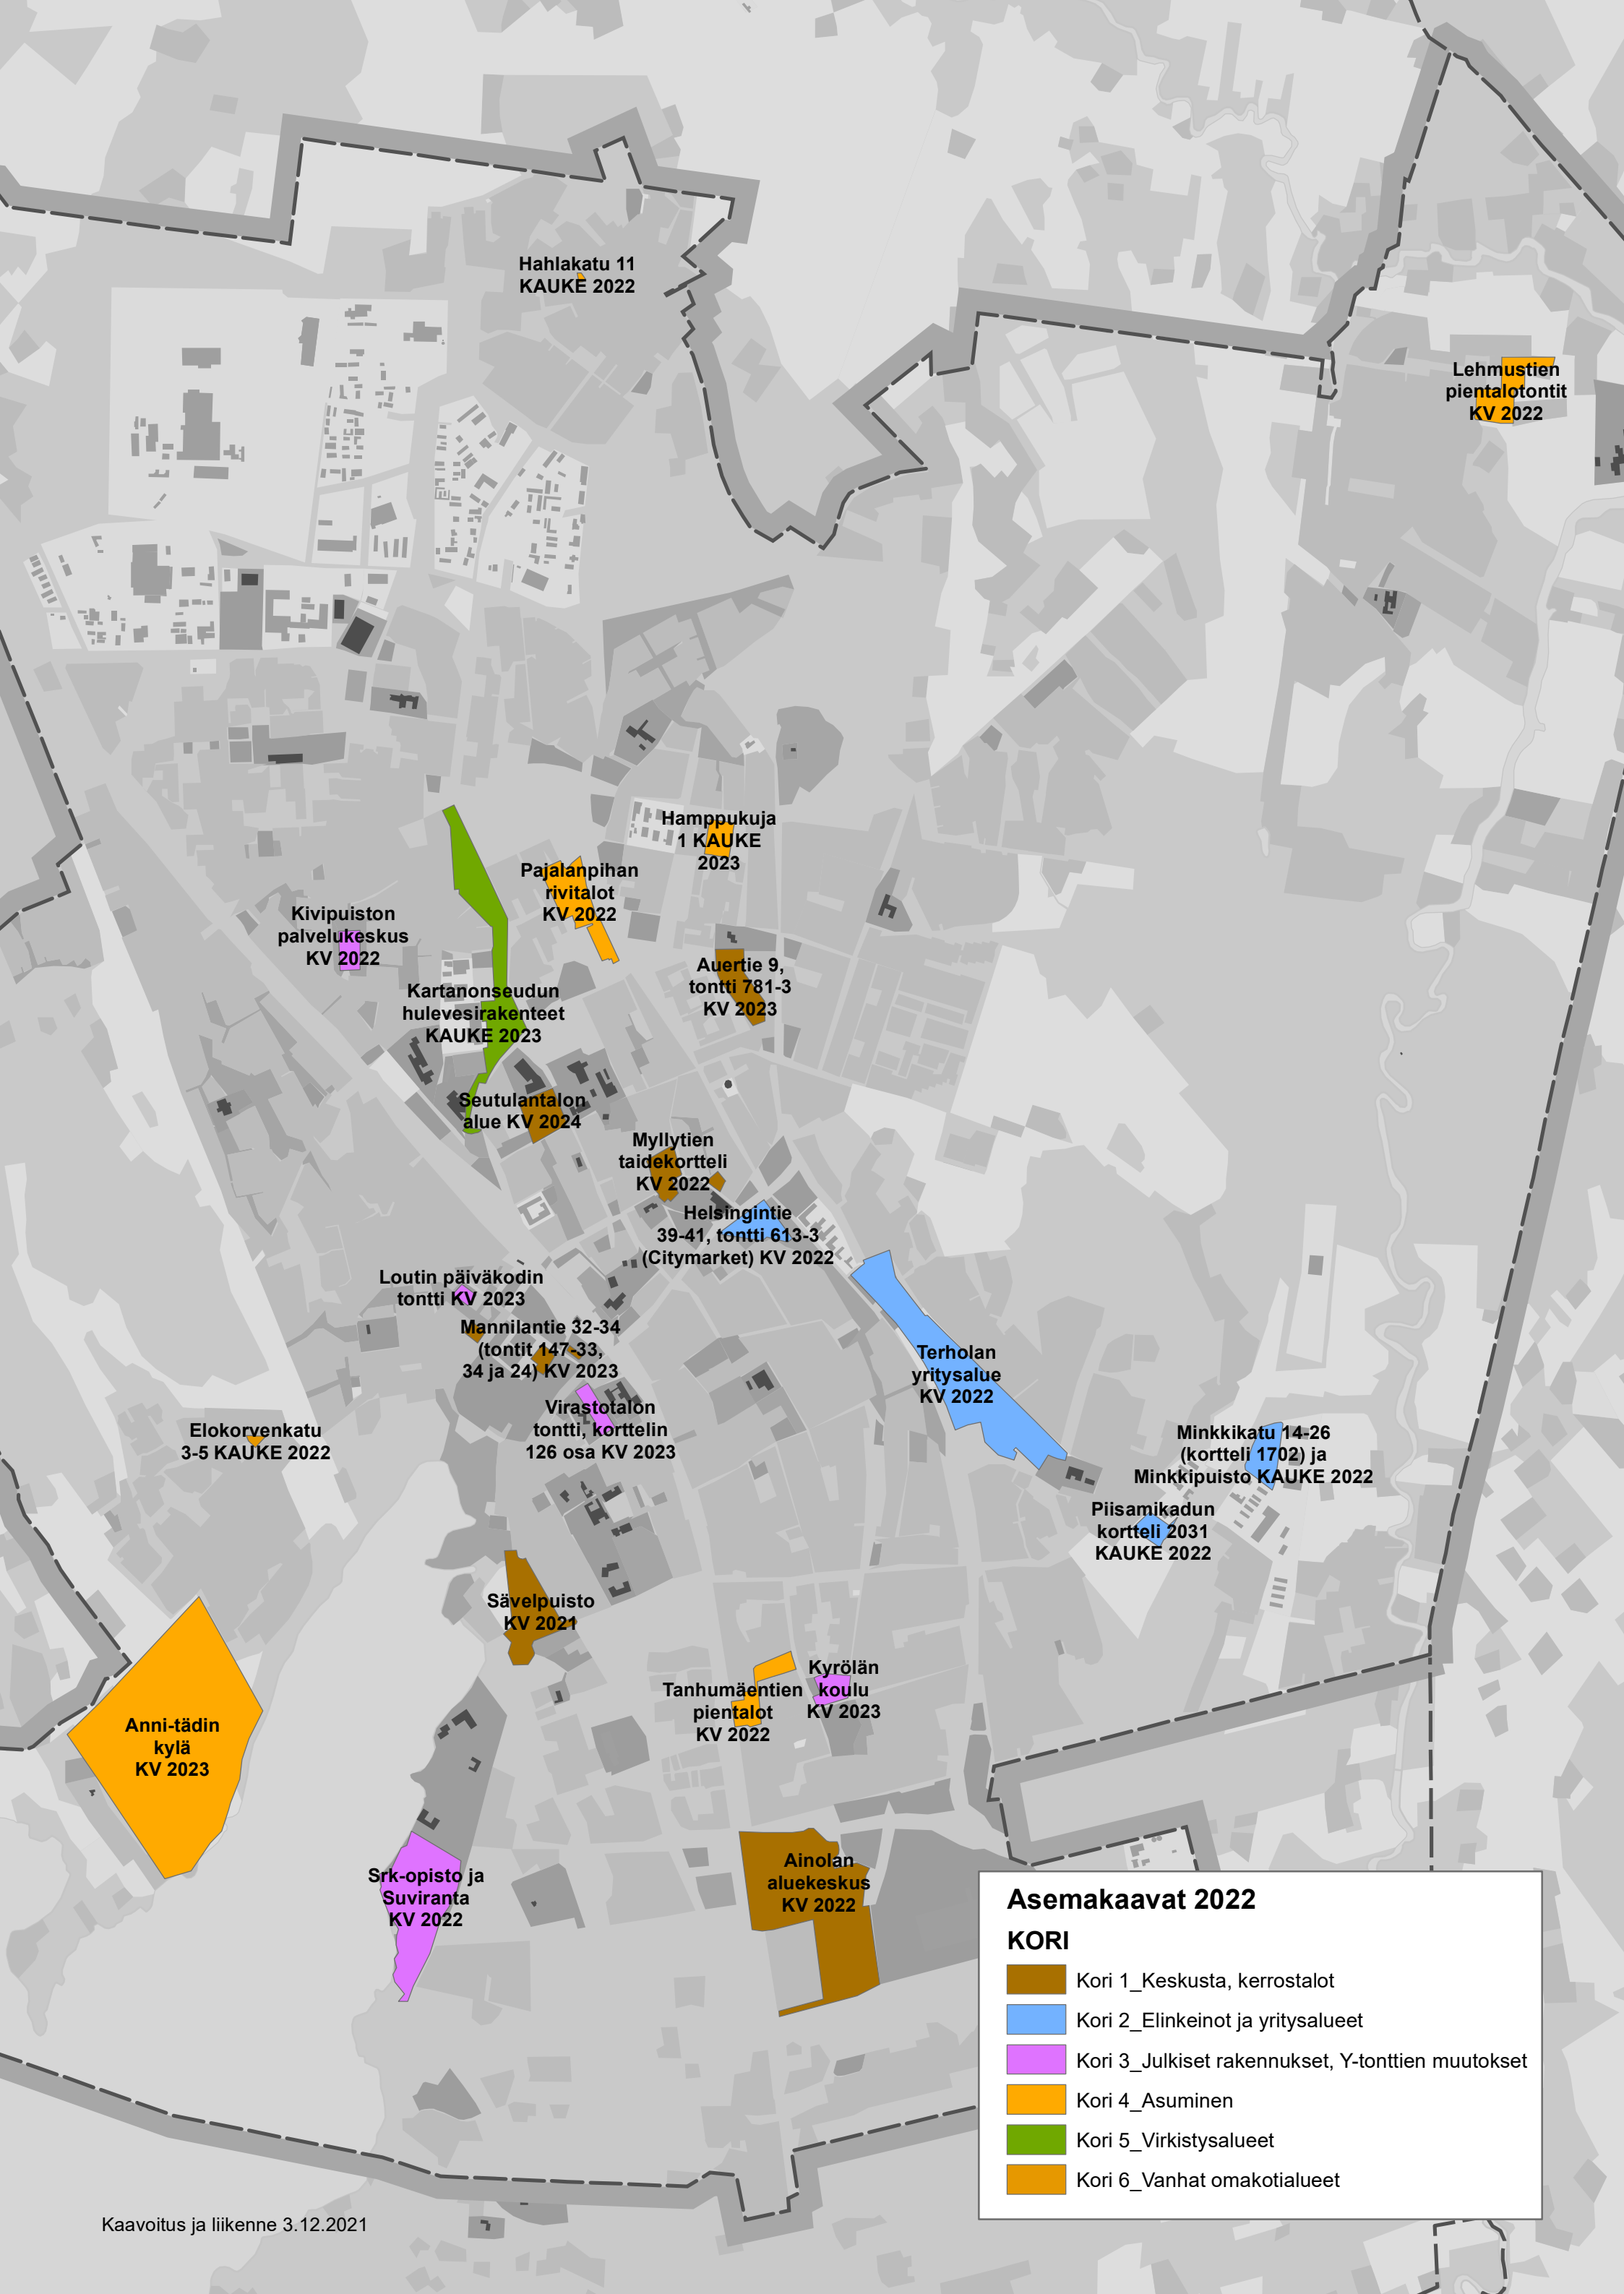 Hahlakatu 11
KAUKE 2022
Lehmustien
pientalotontit
KV 2022
Hamppukuja
1 KAUKE
2023
Pajalanpihan
rivitalot
KV 2022
Kivipuiston
palvelukeskus
KV 2022
Auertie 9,
tontti 781-3
KV 2023
Kartanonseudun
hulevesirakenteet
KAUKE 2023
Seutulantalon
alue KV 2024
Myllytien
taidekortteli
KV 2022
Helsingintie
39-41, tontti 613-3
(Citymarket) KV 2022
Loutin päiväkodin
tontti KV 2023
Mannilantie 32-34
(tontit 147-33,
34 ja 24) KV 2023
Terholan
yritysalue
KV 2022
Virastotalon
tontti, korttelin
126 osa KV 2023
Elokorvenkatu
3-5 KAUKE 2022
Minkkikatu 14-26
(kortteli 1702) ja
Minkkipuisto KAUKE 2022
Piisamikadun
kortteli 2031
KAUKE 2022
Sävelpuisto
KV 2021
Kyrölän
koulu
KV 2023
Tanhumäentien
pientalot
KV 2022
Anni-tädin
kylä
KV 2023
Ainolan
aluekeskus
KV 2022
Srk-opisto ja
Suviranta
KV 2022
Asemakaavat 2022
KORI
Kori 1_Keskusta, kerrostalot
Kori 2_Elinkeinot ja yritysalueet
Kori 3_Julkiset rakennukset, Y-tonttien muutokset
Kori 4_Asuminen
Kori 5_Virkistysalueet
Kori 6_Vanhat omakotialueet
Kaavoitus ja liikenne 3.12.2021